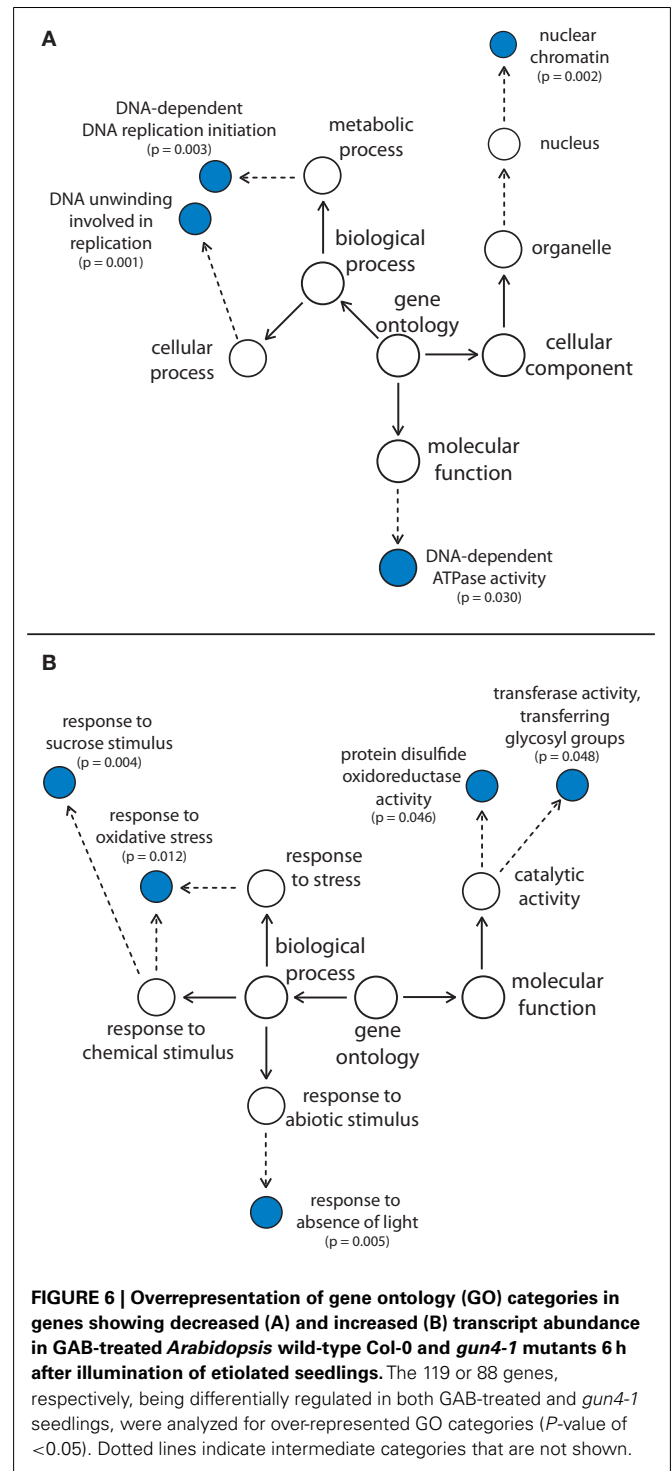 A
nuclear
chromatin
(p = 0.002)
DNA-dependent
DNA replication initiation
(p = 0.003)
metabolic
process
nucleus
DNA unwinding
involved in
replication
(p = 0.001)
biological
process
organelle
gene
ontology
cellular
process
cellular
component
molecular
function
DNA-dependent
ATPase activity
(p = 0.030)
B
response to
sucrose stimulus
(p = 0.004)
transferase activity,
transferring
glycosyl groups
(p = 0.048)
protein disulfide
oxidoreductase
activity
(p = 0.046)
response to
oxidative stress
(p = 0.012)
response
to stress
catalytic
activity
biological
process
molecular
function
response to
chemical stimulus
gene
ontology
response to
abiotic stimulus
response to
absence of light
(p = 0.005)
FIGURE 6 | Overrepresentation of gene ontology (GO) categories in
genes showing decreased (A) and increased (B) transcript abundance
in GAB-treated Arabidopsis wild-type Col-0 and gun4-1 mutants 6 h
after illumination of etiolated seedlings. The 119 or 88 genes,
respectively, being differentially regulated in both GAB-treated and gun4-1
seedlings, were analyzed for over-represented GO categories (P-value of
<0.05). Dotted lines indicate intermediate categories that are not shown.